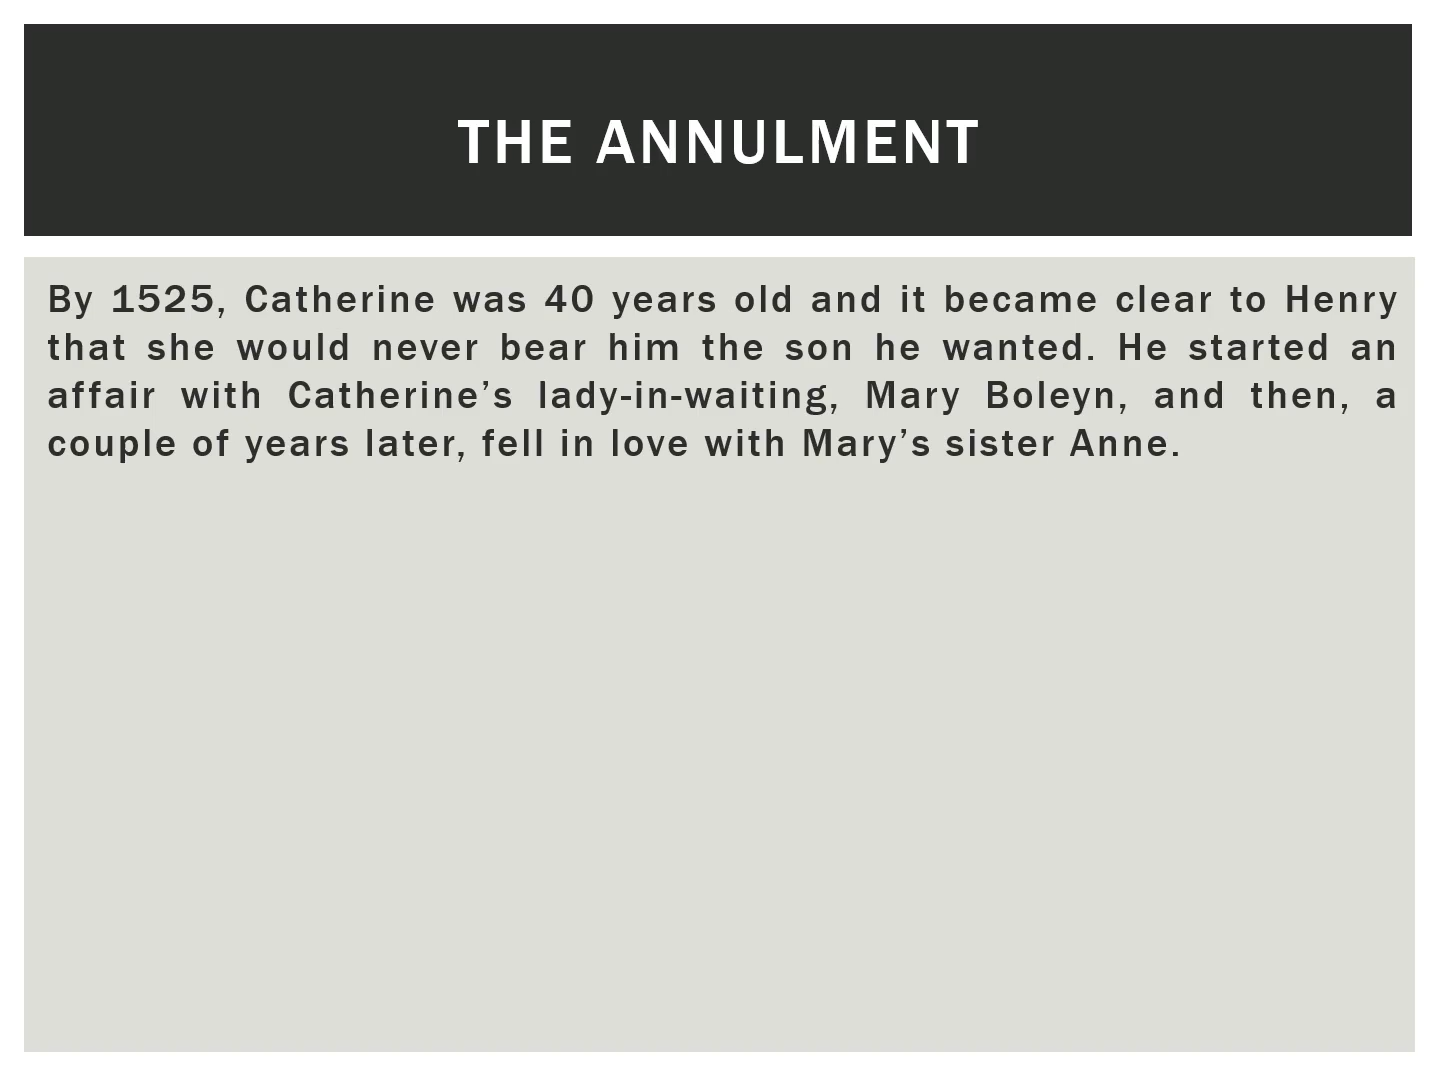 THE ANNULMENT
By 1525, Catherine was 40 years old and it became clear to Henry
that she would never bear him the son he wanted. He started an
affair with Catherine’s lady-in-waiting, Mary Boleyn, and then, a
couple of years later, fell in love with Mary’s sister Anne.